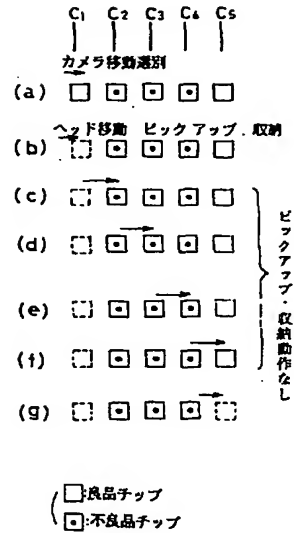 C1 C2 C3 C4 C5
カメラ移動選別
(a)
ヘッド移動 ピックアップ.収納
(b)
(c)
(d)
(e)
(f)
(g)
ピックアップ・収納動作なし
□:良品チップ
⊡:不良品チップ